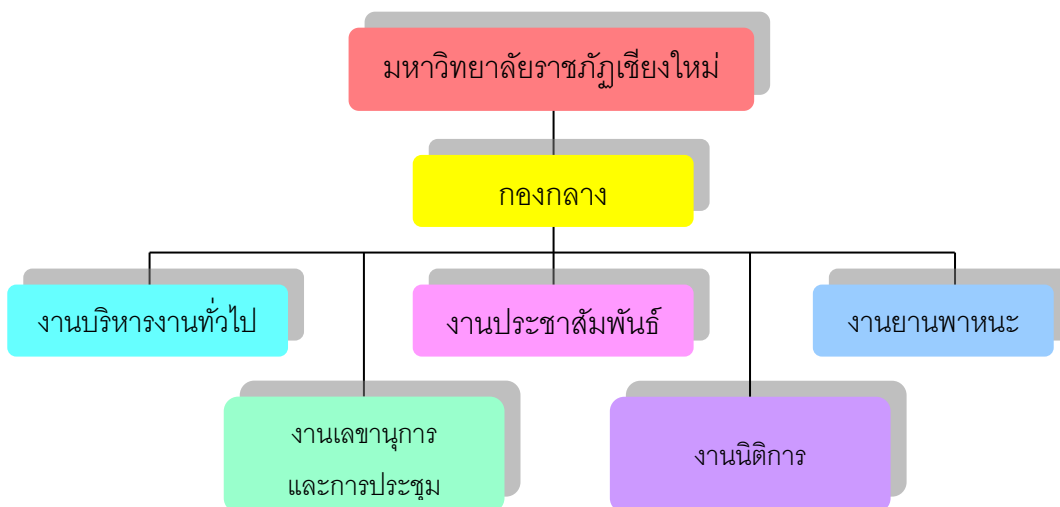 มหาวิทยาลัยราชภัฏเชียงใหม่
กองกลาง
งานบริหารงานทั่วไป
งานประชาสัมพันธ์
งานยานพาหนะ
งานเลขานุการ
และการประชุม
งานนิติการ